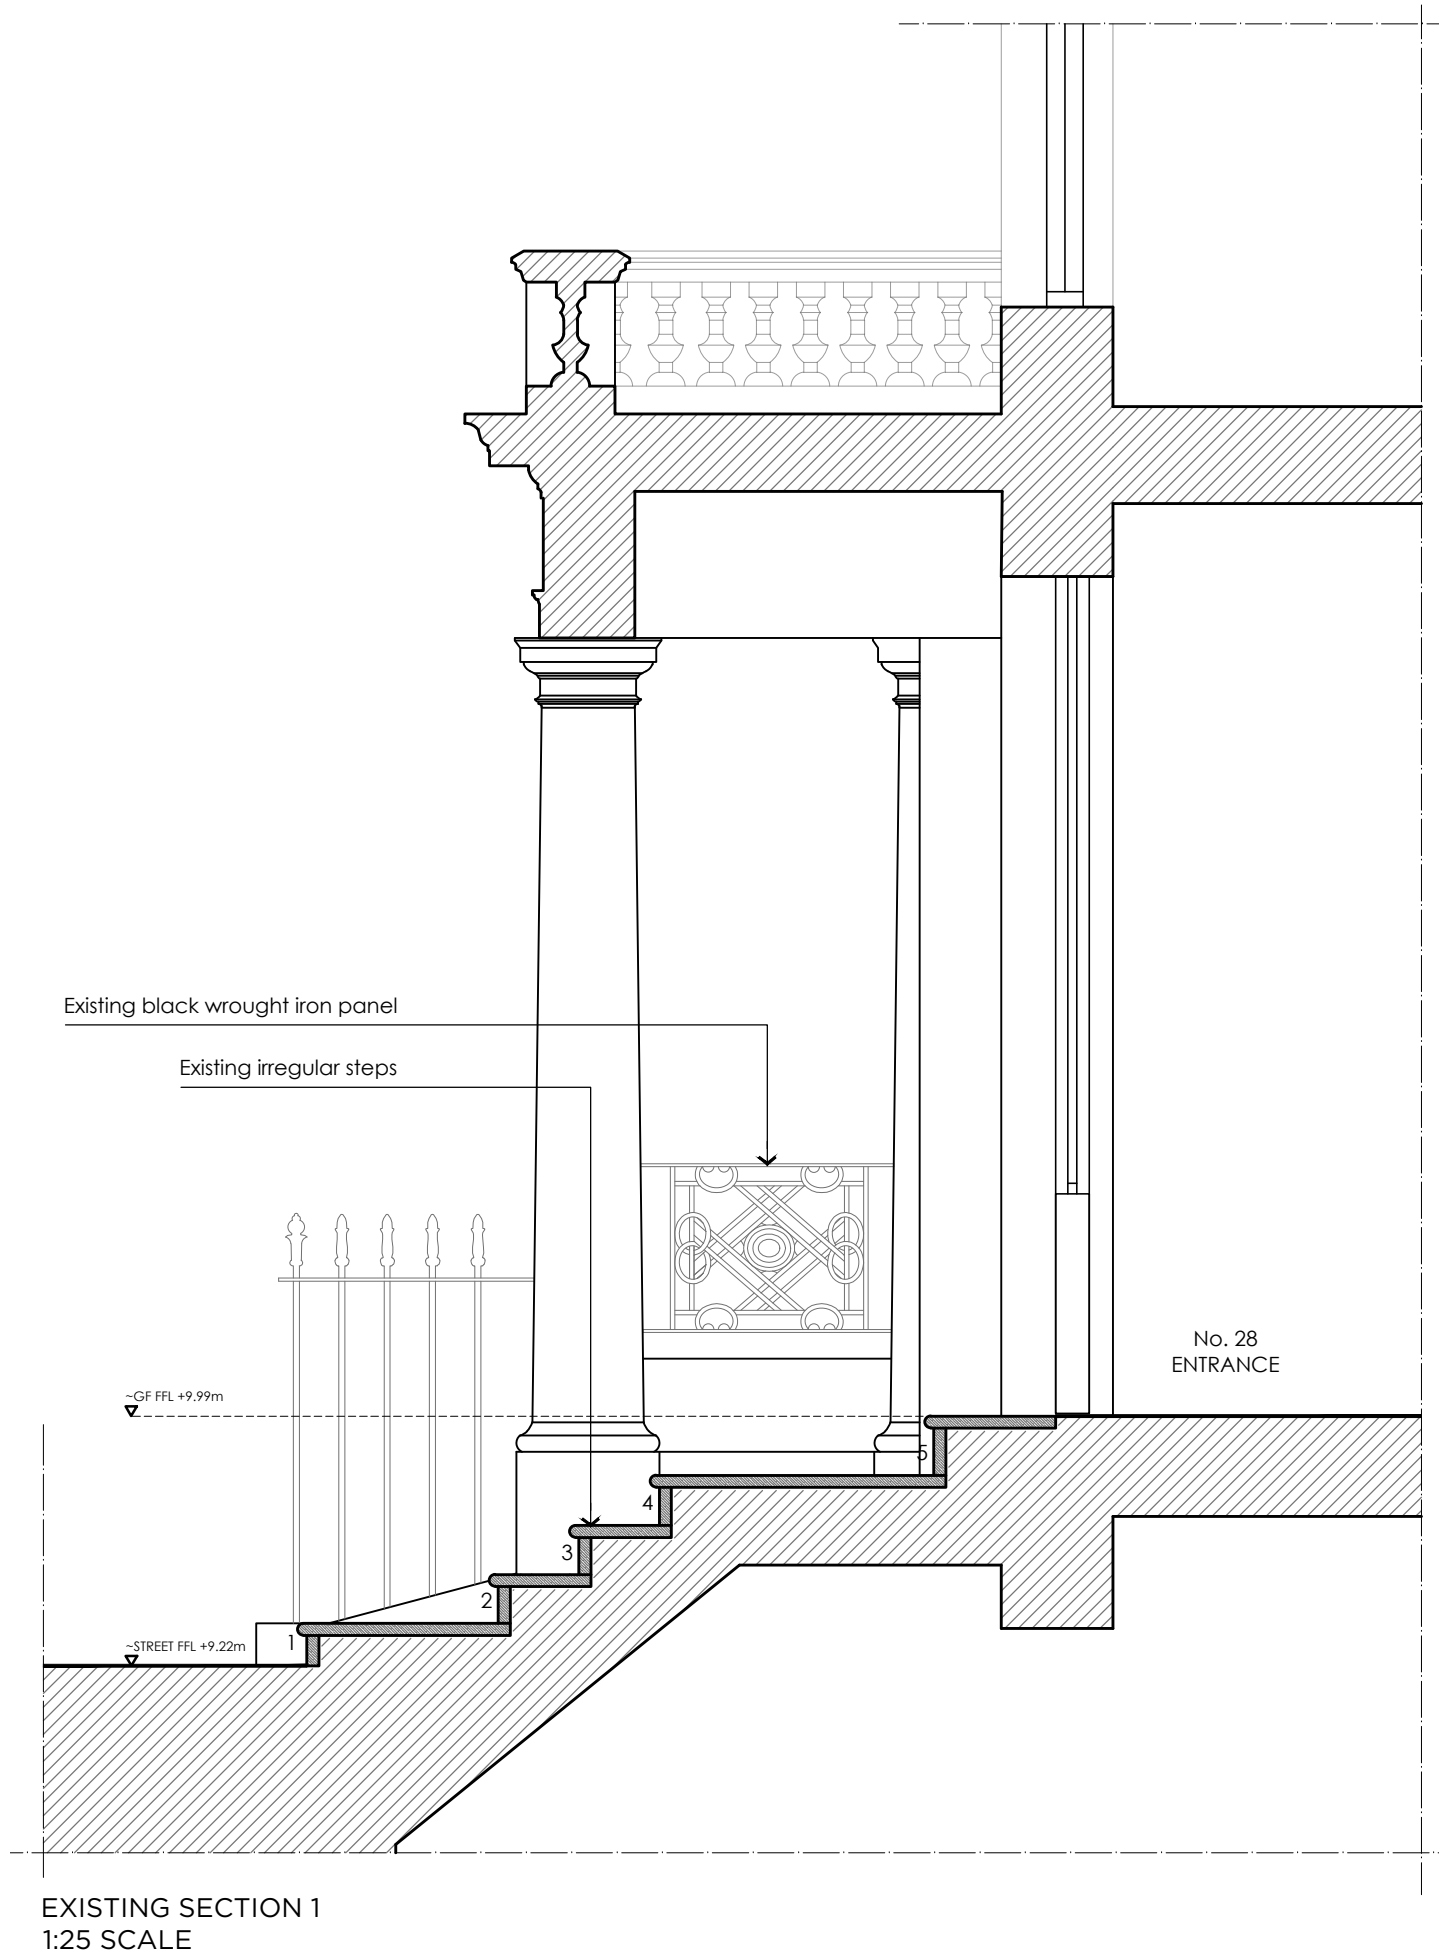 Existing black wrought iron panel
Existing irregular steps
No. 28
ENTRANCE
~GF FFL +9.99m
5
4
3
2
1
~STREET FFL +9.22m
EXISTING SECTION 1
1:25 SCALE